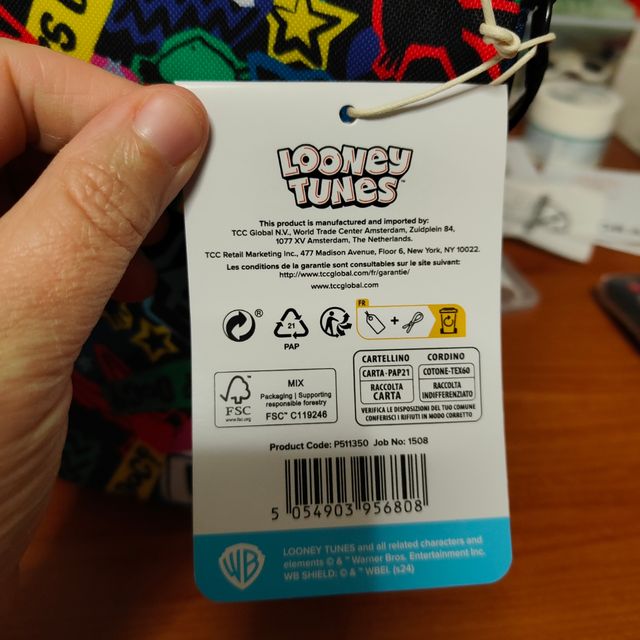 LOONEY
TUNES™
This product is manufactured and imported by:
TCC Global N.V., World Trade Center Amsterdam, Zuidplein 84,
1077 XV Amsterdam, The Netherlands.
TCC Retail Marketing Inc., 477 Madison Avenue, Floor 6, New York, NY 10022.
Les conditions de la garantie sont consultables sur le site suivant:
http://www.tccglobal.com/fr/garantie/
www.tccglobal.com
®
21
PAP
FR
+
FSC
www.fsc.org
MIX
Packaging | Supporting
responsible forestry
FSC™ C119246
CARTELLINO CORDINO
CARTA-PAP21 COTONE-TEX60
RACCOLTA CARTA
RACCOLTA INDIFFERENZIATO
VERIFICA LE DISPOSIZIONI DEL TUO COMUNE
CONFERISCI I RIFIUTI IN MODO CORRETTO
Product Code: P511350 Job No: 1508
5 054903 956808
WB
LOONEY TUNES and all related characters and
elements © & ™ Warner Bros. Entertainment Inc.
WB SHIELD: © & ™ WBEI. (s24)